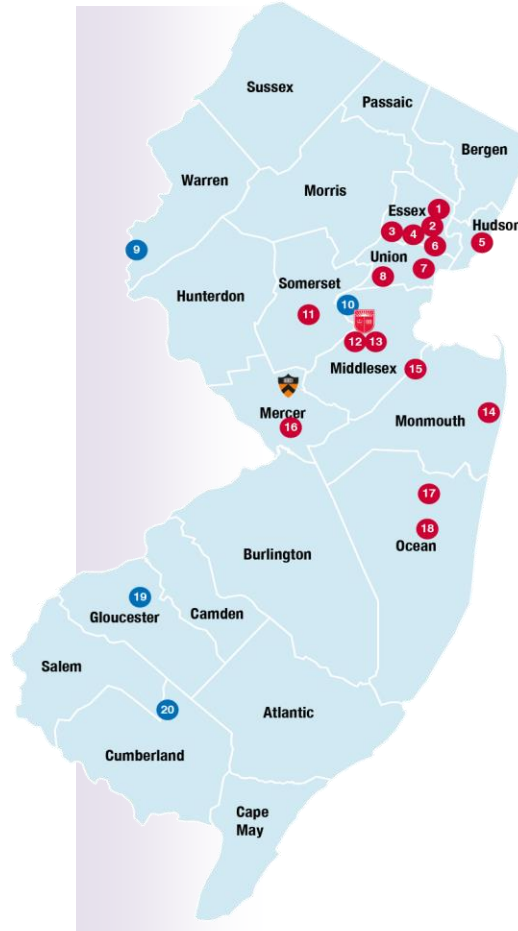 Sussex
Passaic
Bergen
Warren
Morris
Essex
1
2
3
4
Hudson
5
6
9
Union
7
8
Hunterdon
Somerset
10
11
12
13
Middlesex
15
Mercer
16
14
Monmouth
17
18
Ocean
Burlington
19
Gloucester
Camden
Salem
20
Atlantic
Cumberland
Cape
May